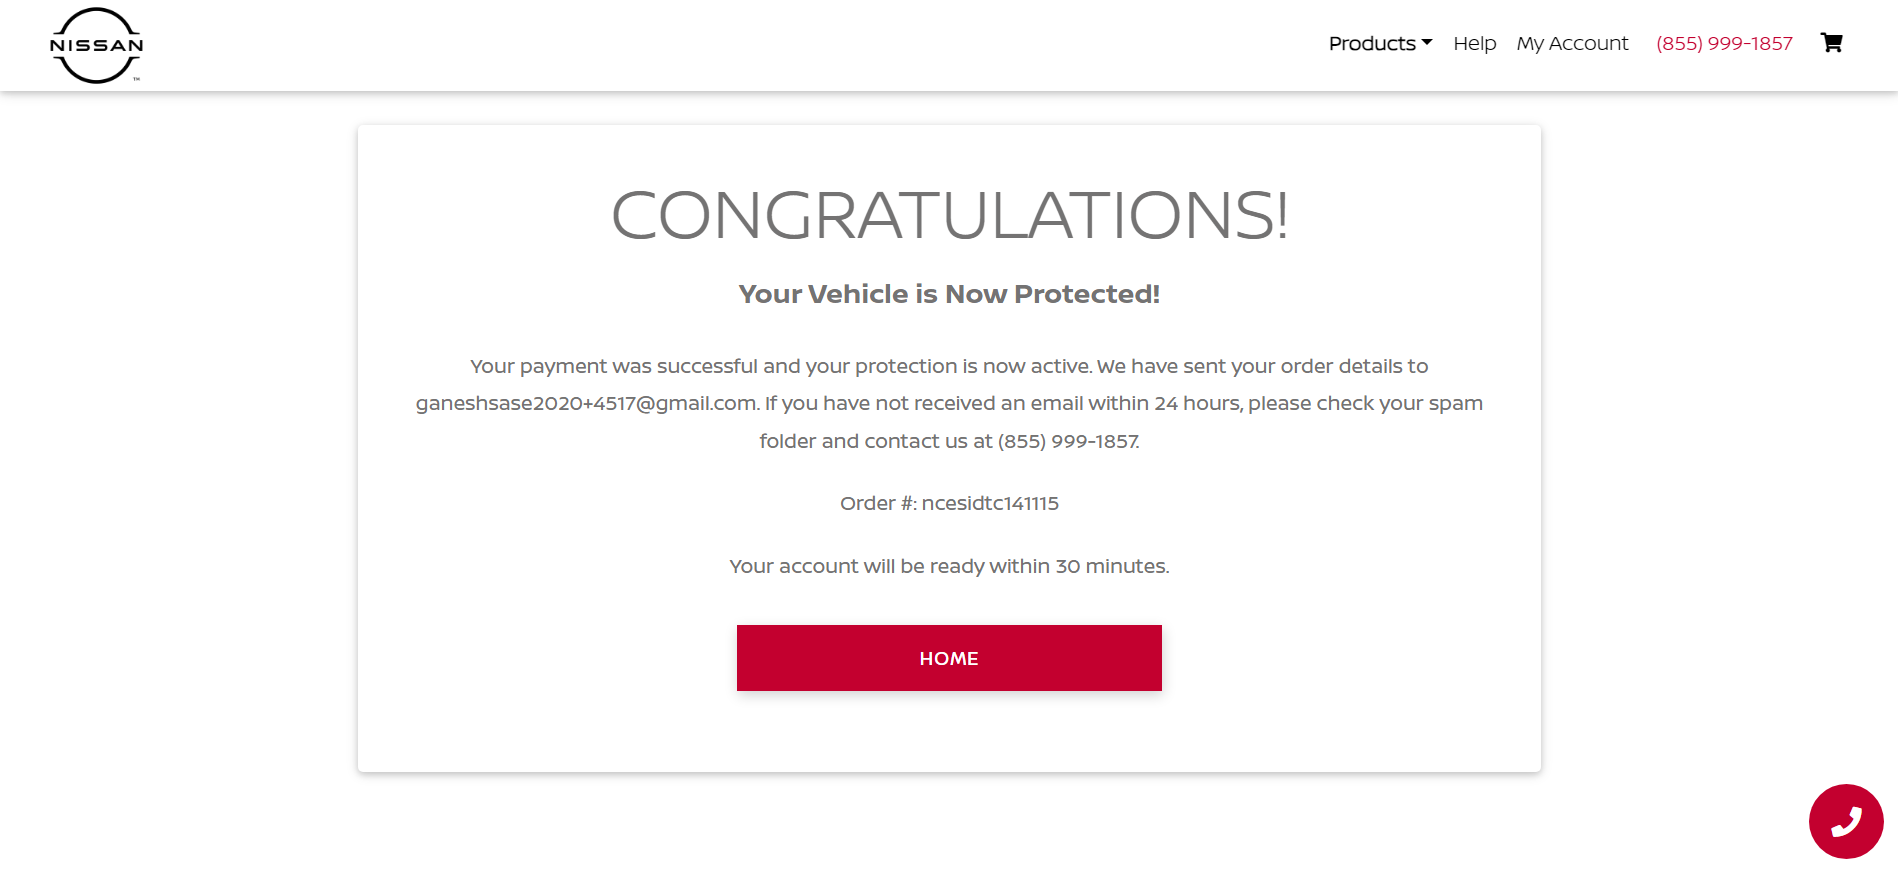 NISSAN
TM
Products Help My Account (855) 999-1857
CONGRATULATIONS!
Your Vehicle is Now Protected!
Your payment was successful and your protection is now active. We have sent your order details to
ganeshsase2020+4517@gmail.com. If you have not received an email within 24 hours, please check your spam
folder and contact us at (855) 999-1857.
Order #: ncesidtc141115
Your account will be ready within 30 minutes.
HOME